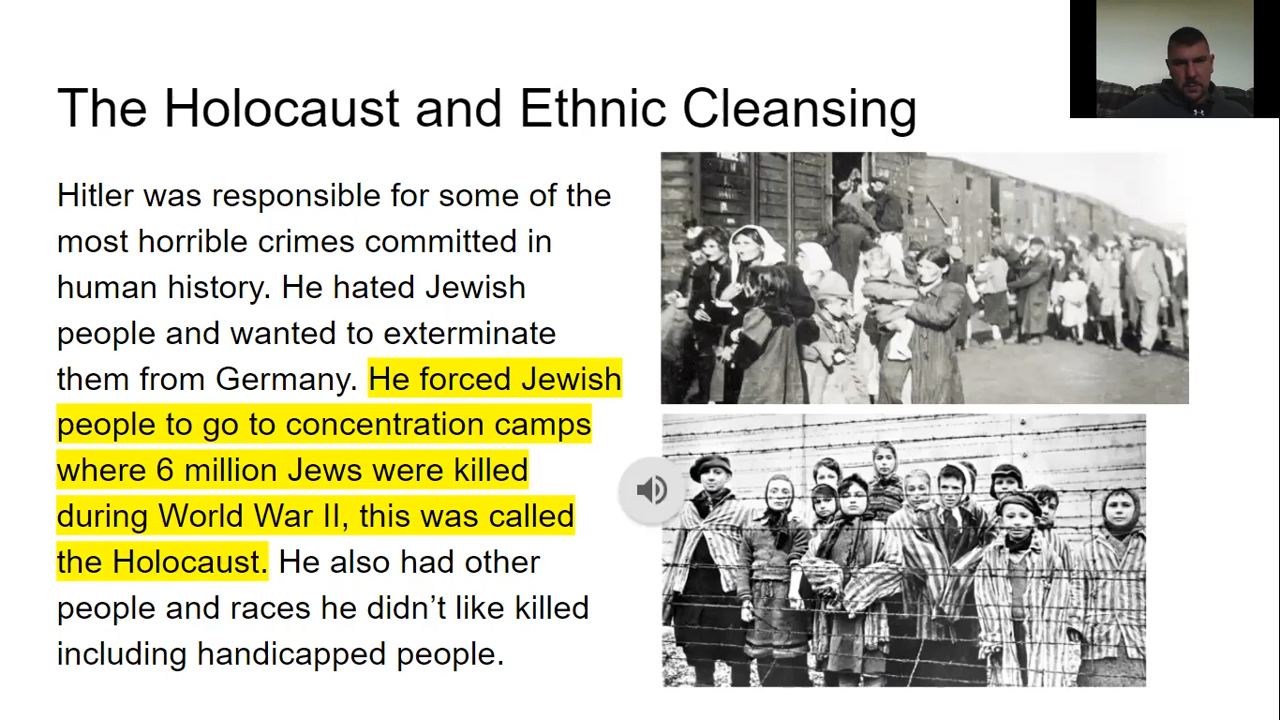 The Holocaust and Ethnic Cleansing
Hitler was responsible for some of the
most horrible crimes committed in
human history. He hated Jewish
people and wanted to exterminate
them from Germany. He forced Jewish
people to go to concentration camps
where 6 million Jews were killed
during World War II, this was called
the Holocaust. He also had other
people and races he didn’t like killed
including handicapped people.